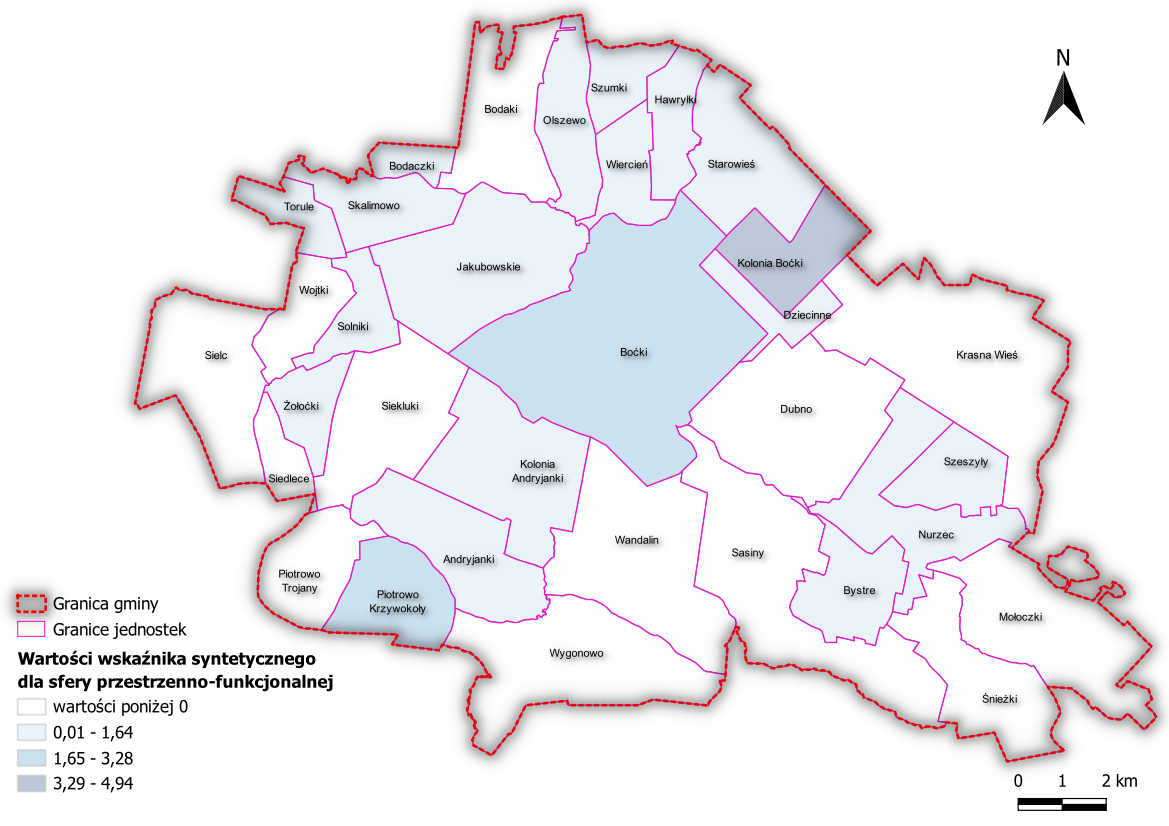 N
Szumki
Hawryłki
Bodaki
Olszewo
Bodaczki
Wiercień
Starowieś
Torule
Skalimowo
Kolonia Boćki
Jakubowskie
Wojtki
Dziecinne
Solniki
Sielc
Boćki
Krasna Wieś
Żołoćki
Siekluki
Dubno
Kolonia
Andryjanki
Szeszyły
Siedlece
Nurzec
Wandalin
Sasiny
Andryjanki
Piotrowo
Trojany
Piotrowo
Krzywokoły
Bystre
Mołoczki
Wygonowo
Śnieżki
Granica gminy
Granice jednostek
Wartości wskaźnika syntetycznego
dla sfery przestrzenno-funkcjonalnej
wartości poniżej 0
0,01 - 1,64
1,65 - 3,28
3,29 - 4,94
0 1 2 km